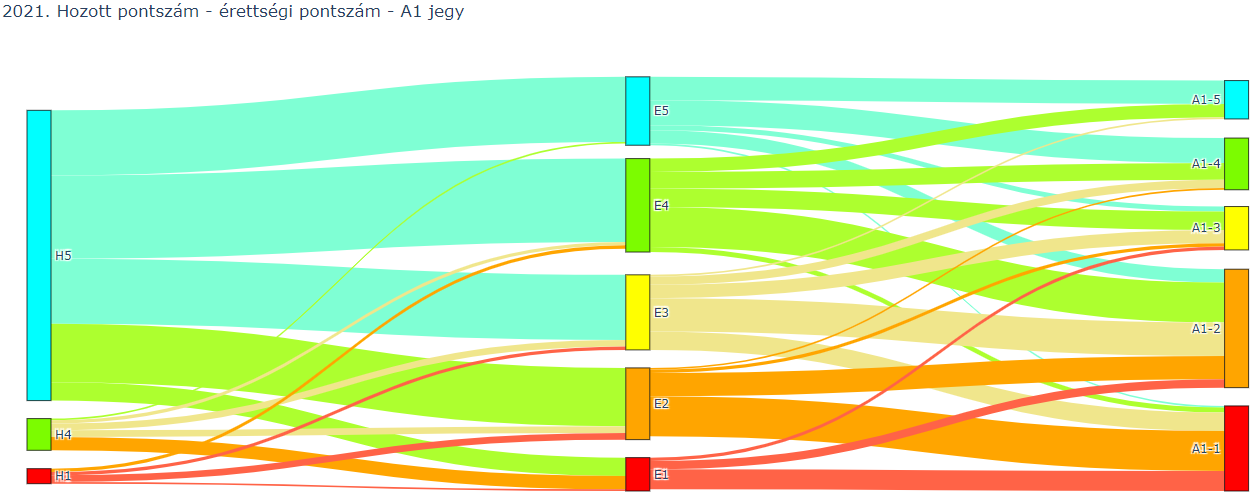 2021. Hozott pontszám - érettségi pontszám - A1 jegy
H5
H4
H1
E5
E4
E3
E2
E1
A1-5
A1-4
A1-3
A1-2
A1-1